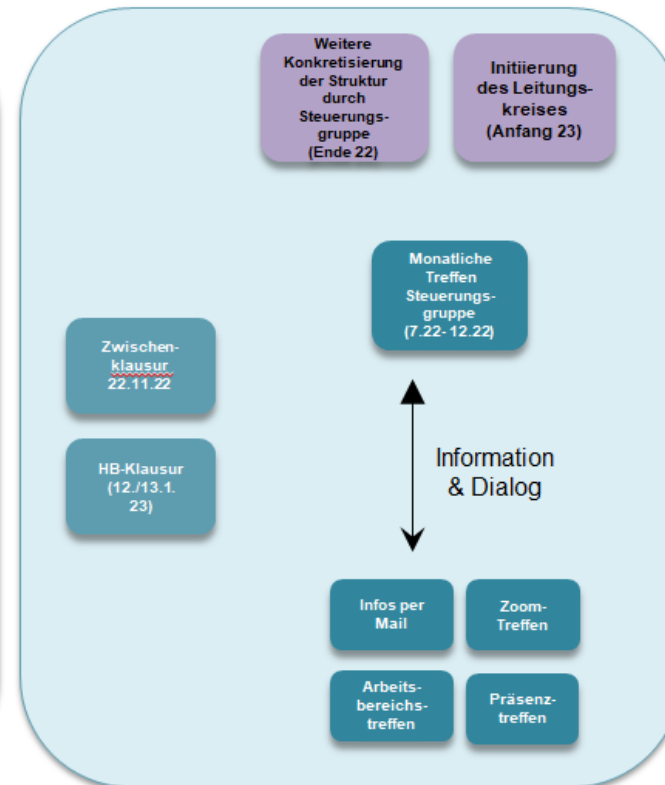 Weitere
Konkretisierung
der Struktur
durch
Steuerungs-
gruppe
(Ende 22)
Initiierung
des Leitungs-
kreises
(Anfang 23)
Monatliche
Treffen
Steuerungs-
gruppe
(7.22- 12.22)
Zwischen-
klausur
22.11.22
HB-Klausur
(12./13.1.
23)
Information
& Dialog
Infos per
Mail
Zoom-
Treffen
Arbeits-
bereichs-
treffen
Präsenz-
treffen